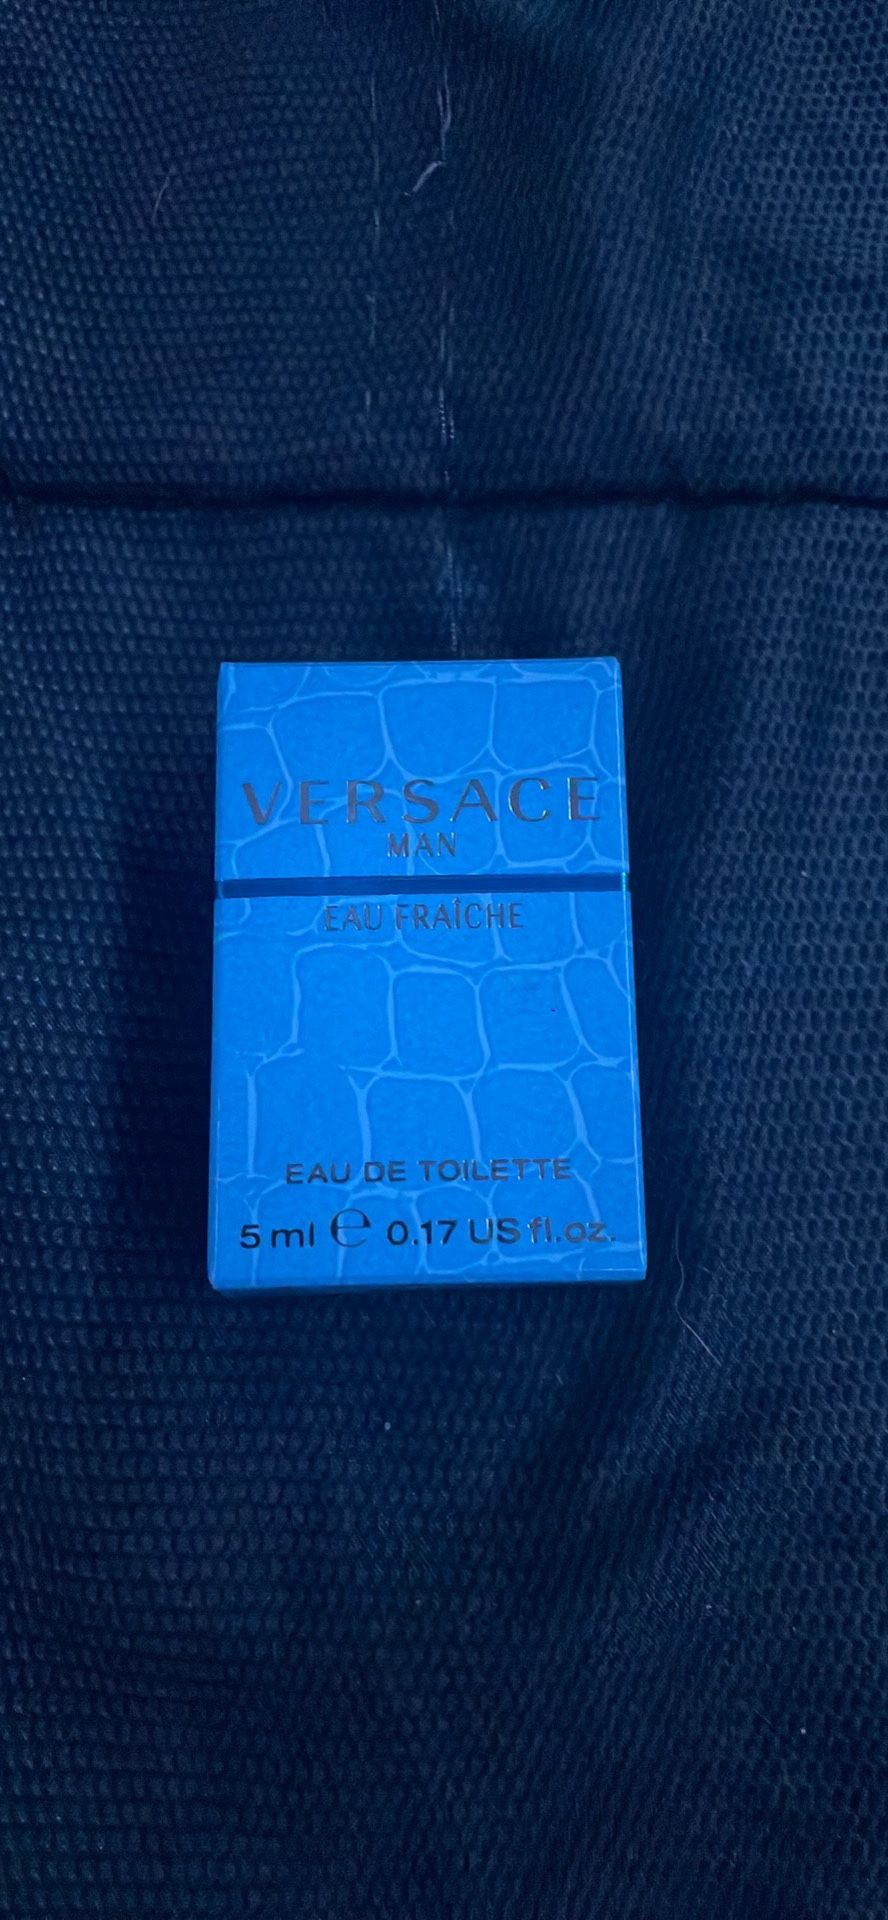 VERSACE
MAN
EAU FRAÎCHE
EAU DE TOILETTE
5 ml ℮ 0.17 US fl.oz.